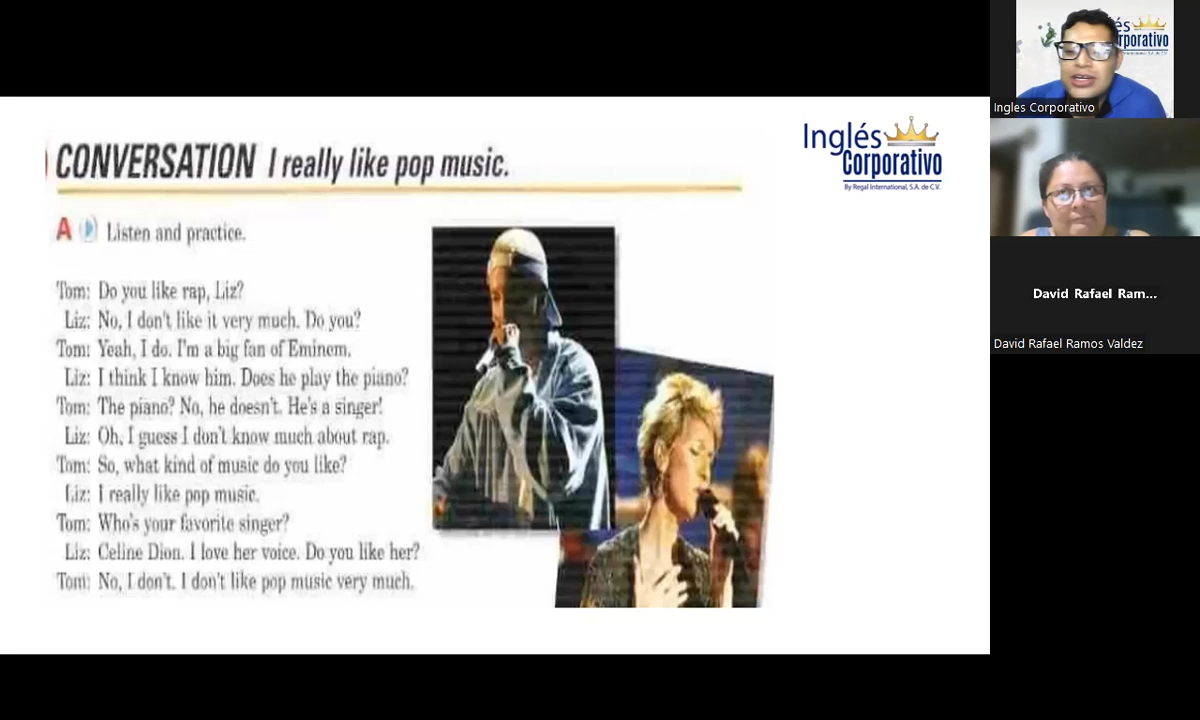 CONVERSATION I really like pop music.
Inglés
Corporativo
By Regal International, S.A. de C.V.
A Listen and practice.
Tom: Do you like rap, Liz?
Liz: No, I don't like it very much. Do you?
Tom: Yeah, I do. I'm a big fan of Eminem.
Liz: I think I know him. Does he play the piano?
Tom: The piano? No, he doesn't. He's a singer!
Liz: Oh, I guess I don't know much about rap.
Tom: So, what kind of music do you like?
Liz: I really like pop music.
Tom: Who's your favorite singer?
Liz: Celine Dion. I love her voice. Do you like her?
Tom: No, I don't. I don't like pop music very much.
Ingles Corporativo
David Rafael Ram...
David Rafael Ramos Valdez